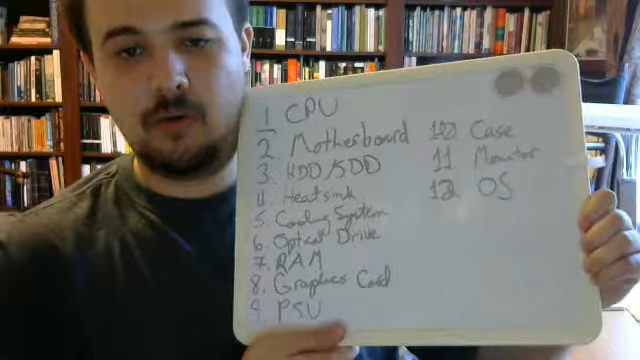 1 CPU
2. Motherboard
3. HDD/SDD
4. Heatsink
5. Cooling System
6. Optical Drive
7. RAM
8. Graphics Card
9. PSU
10 Case
11 Monitor
12 OS